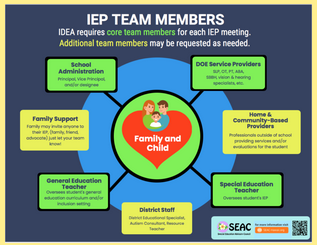 IEP TEAM MEMBERS
IDEA requires core team members for each IEP meeting.
Additional team members may be requested as needed.
School
Administration
Principal, Vice Principal,
and/or designee
DOE Service Providers
SLP, OT, PT, ABA,
SBBH, vision & hearing
specialists, etc.
Family Support
Family may invite anyone to
their IEP, (family, friend,
advocate) just let your team
know!
Home &
Community-Based
Providers
Professionals outside of school
providing services and/or
evaluations for the student
Family and
Child
General Education
Teacher
Oversees student's general
education curriculum and/or
inclusion setting
Special Education
Teacher
Oversees student's IEP
District Staff
District Educational Specialist,
Autism Consultant, Resource
Teacher
SEAC